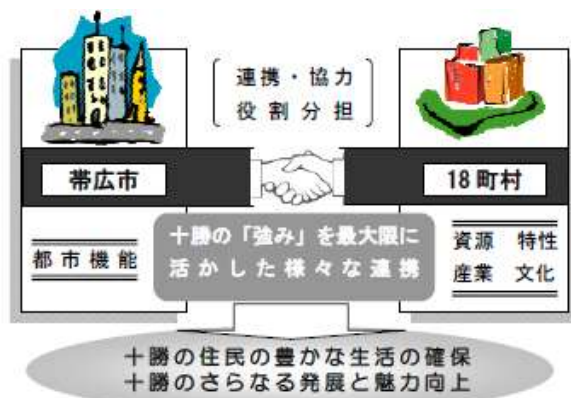 連携・協力
役割分担
帯広市
18町村
十勝の「強み」を最大限に
活かした様々な連携
都市機能
資源 特性
産業 文化
十勝の住民の豊かな生活の確保
十勝のさらなる発展と魅力向上